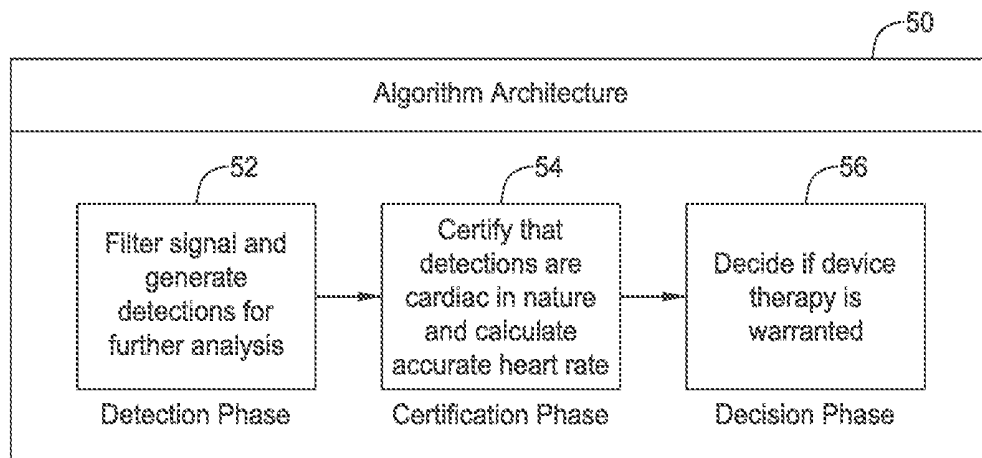 50
Algorithm Architecture
52
54
56
Filter signal and
generate
detections for
further analysis
Certify that
detections are
cardiac in nature
and calculate
accurate heart rate
Decide if device
therapy is
warranted
Detection Phase
Certification Phase
Decision Phase